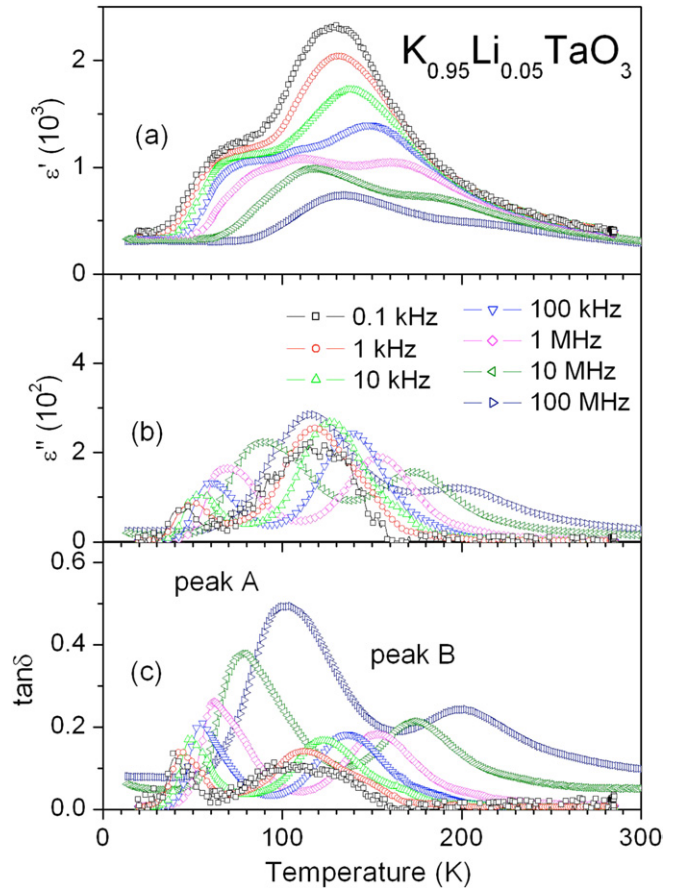 K0.95Li0.05TaO3
2
(a)
ε' (10³)
1
0
0.1 kHz
1 kHz
10 kHz
100 kHz
1 MHz
10 MHz
100 MHz
4
(b)
ε'' (10²)
2
0
0.6
peak A
peak B
0.4
(c)
tanδ
0.2
0.0
0 100 200 300
Temperature (K)